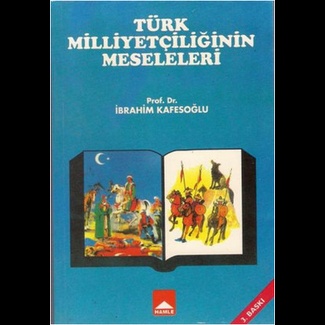 TÜRK
MİLLİYETÇİLİĞİNİN
MESELELERİ
Prof. Dr.
İBRAHİM KAFESOĞLU
HAMLE
3. BASKI